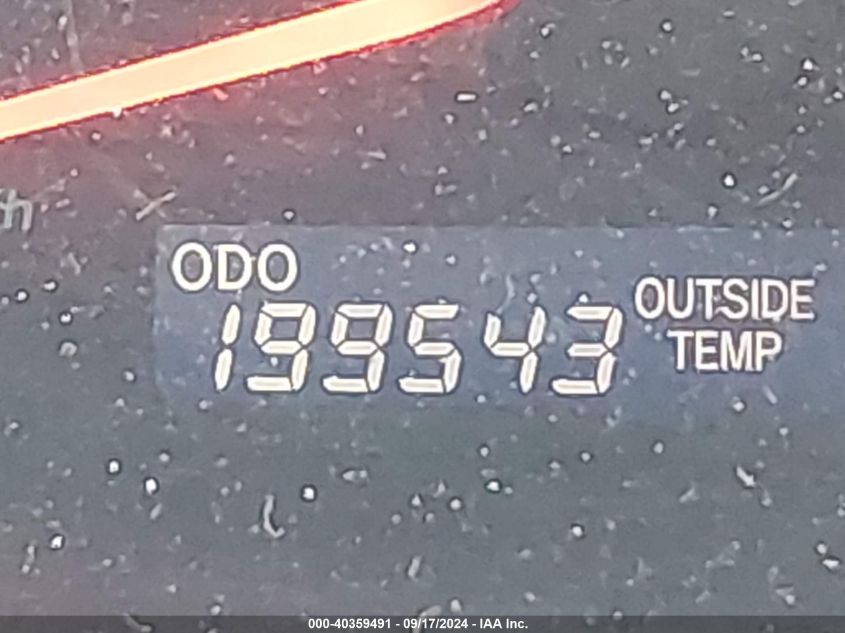 ODO
199543
OUTSIDE
TEMP
000-40359491 - 09/17/2024 - IAA Inc.